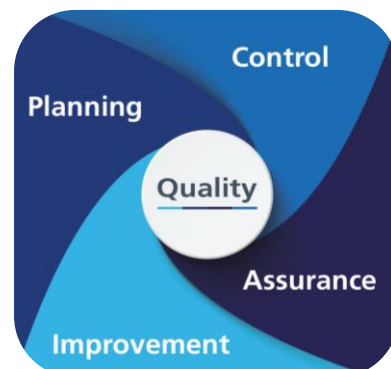 Control
Planning
Quality
Assurance
Improvement